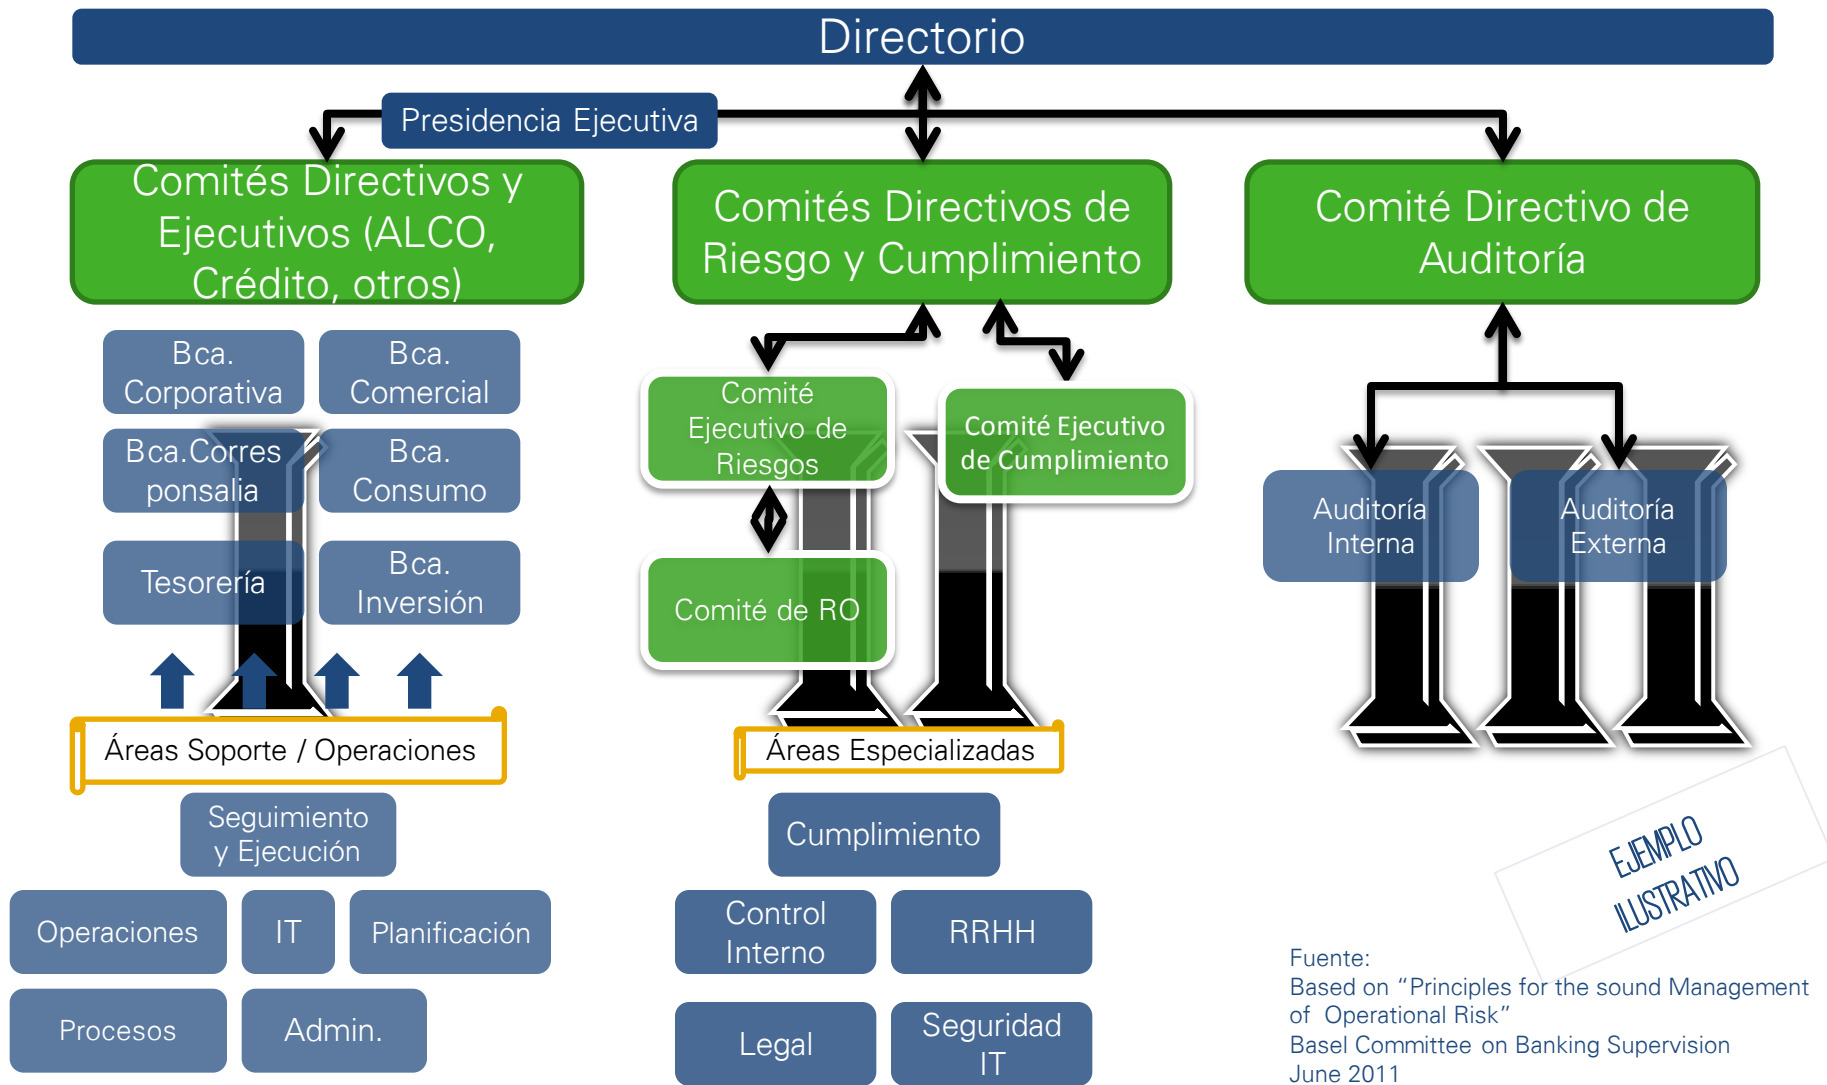 Directorio
Presidencia Ejecutiva
Comités Directivos y
Ejecutivos (ALCO,
Crédito, otros)
Comités Directivos de
Riesgo y Cumplimiento
Comité Directivo de
Auditoría
Bca.
Corporativa
Bca.
Comercial
Bca.Corres
ponsalia
Bca.
Consumo
Tesorería
Bca.
Inversión
Áreas Soporte / Operaciones
Seguimiento
y Ejecución
Operaciones
IT
Planificación
Procesos
Admin.
Comité
Ejecutivo de
Riesgos
Comité Ejecutivo
de Cumplimiento
Comité de RO
Áreas Especializadas
Cumplimiento
Control
Interno
RRHH
Legal
Seguridad
IT
Auditoría
Interna
Auditoría
Externa
EJEMPLO
ILUSTRATIVO
Fuente:
Based on “Principles for the sound Management
of Operational Risk”
Basel Committee on Banking Supervision
June 2011